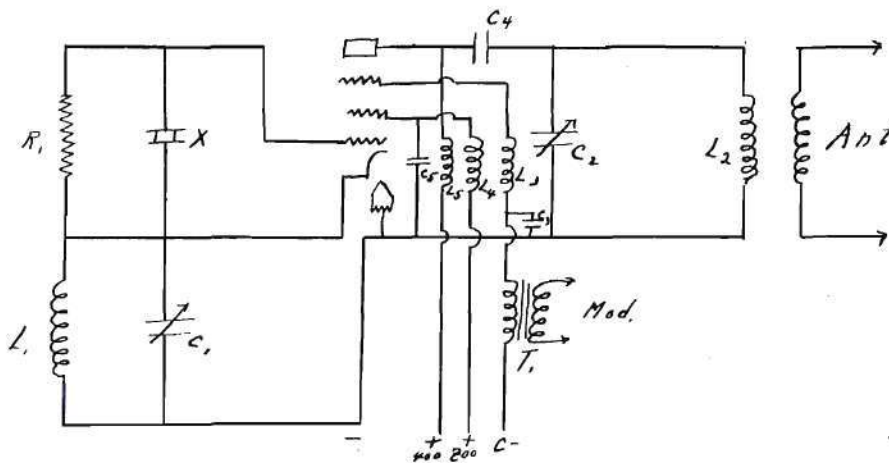 C4
R1
X
C5
L5
L4
L3
C2
L2
Ant
C3
L1
C1
Mod.
T1
-
+
+
C-
400
200